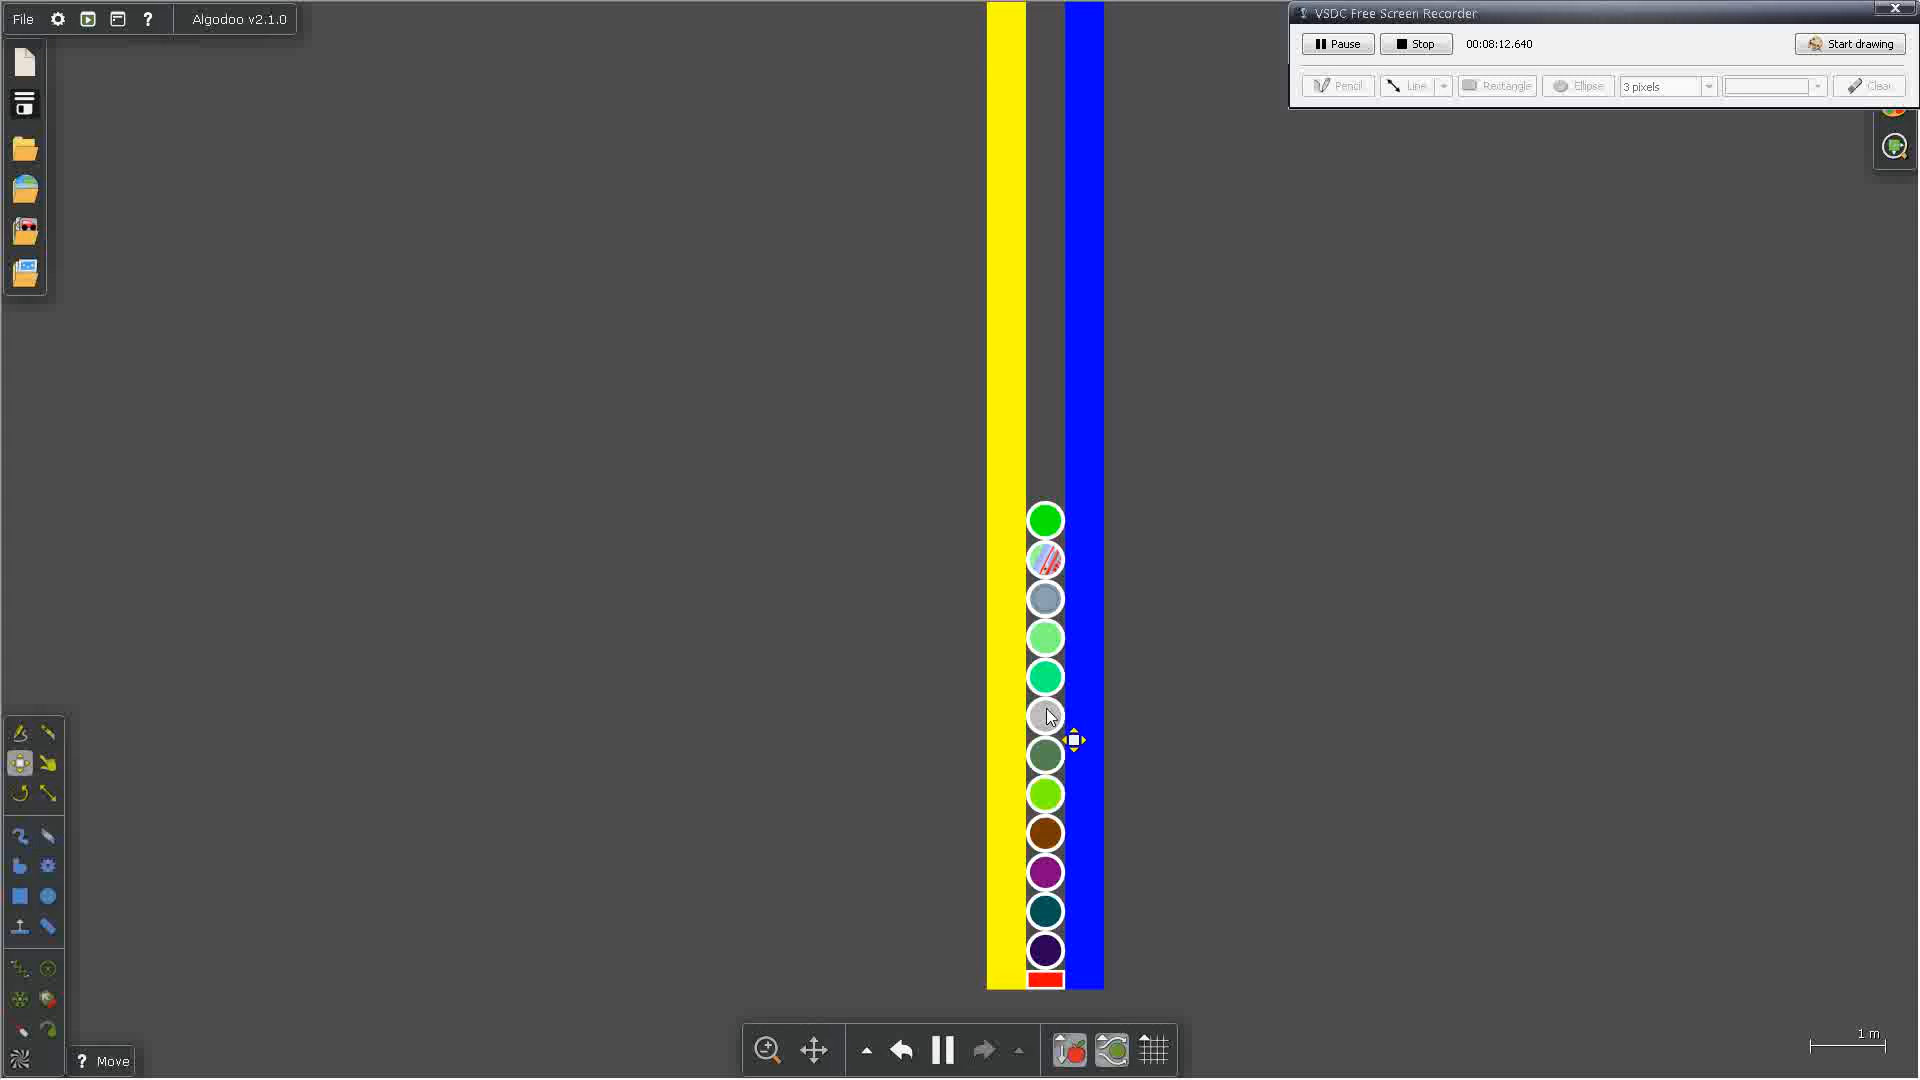 File
? Algodoo v2.1.0
VSDC Free Screen Recorder
Pause
Stop
00:08:12.640
Start drawing
Pencil
Line
Rectangle
Ellipse
3 pixels
Clear
? Move
1 m